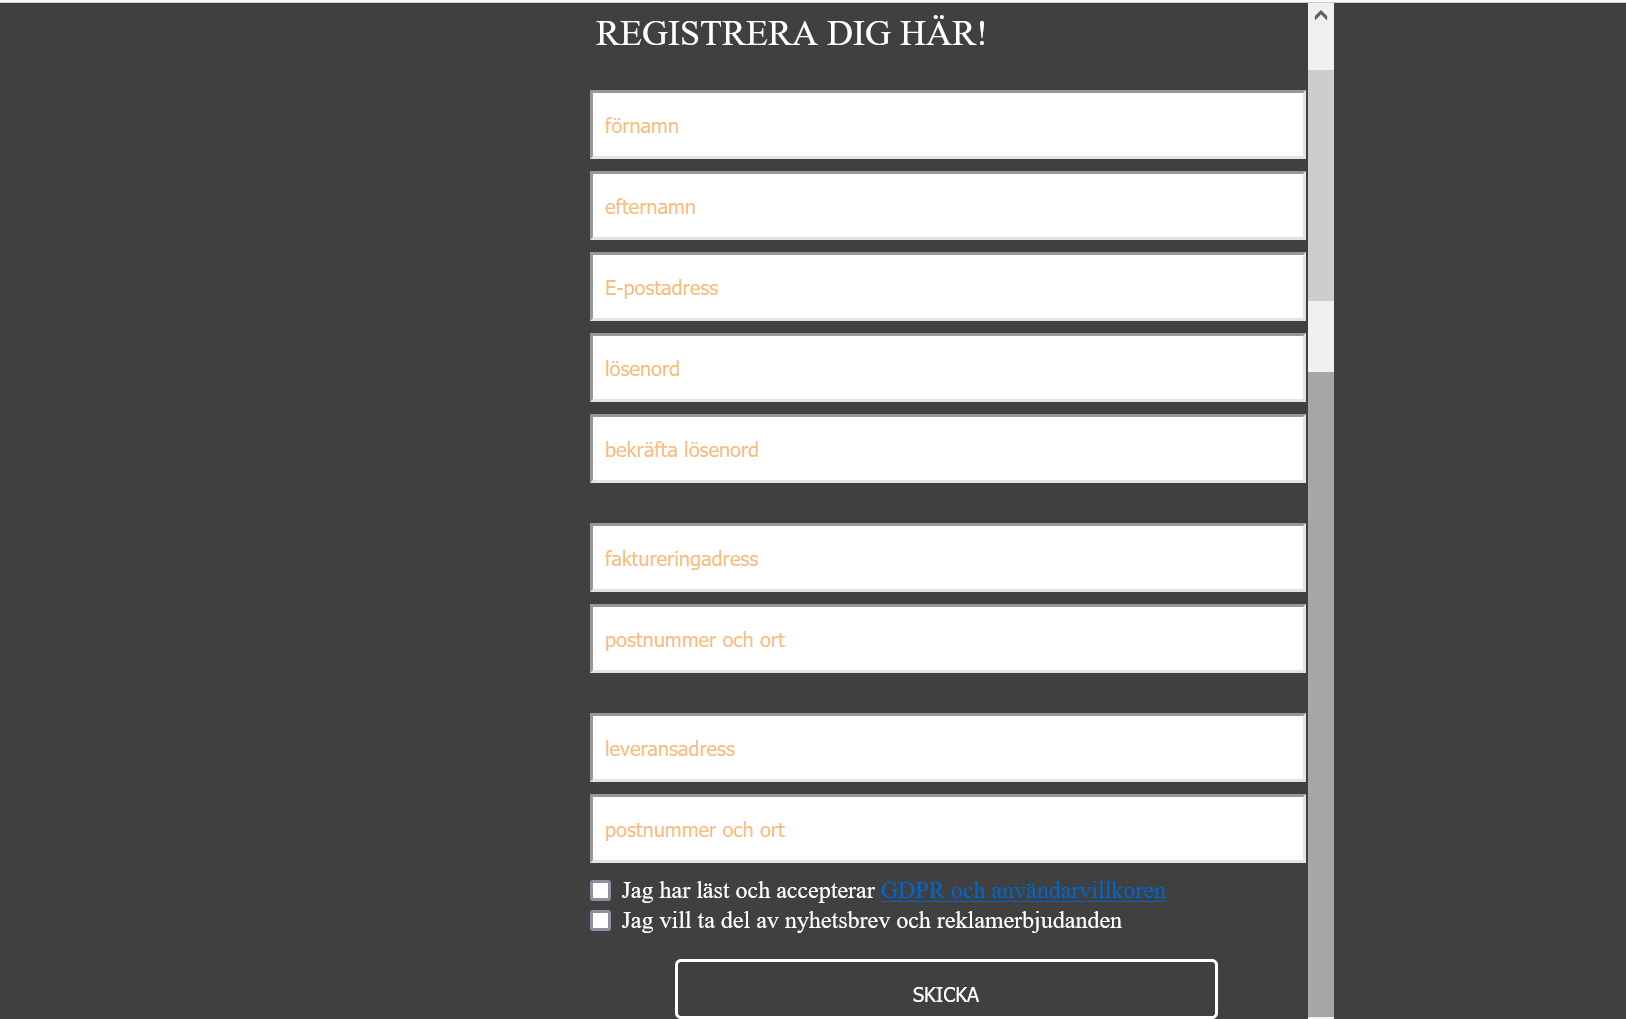 REGISTRERA DIG HÄR!
förnamn
efternamn
E-postadress
lösenord
bekräfta lösenord
faktureringadress
postnummer och ort
leveransadress
postnummer och ort
Jag har läst och accepterar GDPR och användarvillkoren
Jag vill ta del av nyhetsbrev och reklamerbjudanden
SKICKA